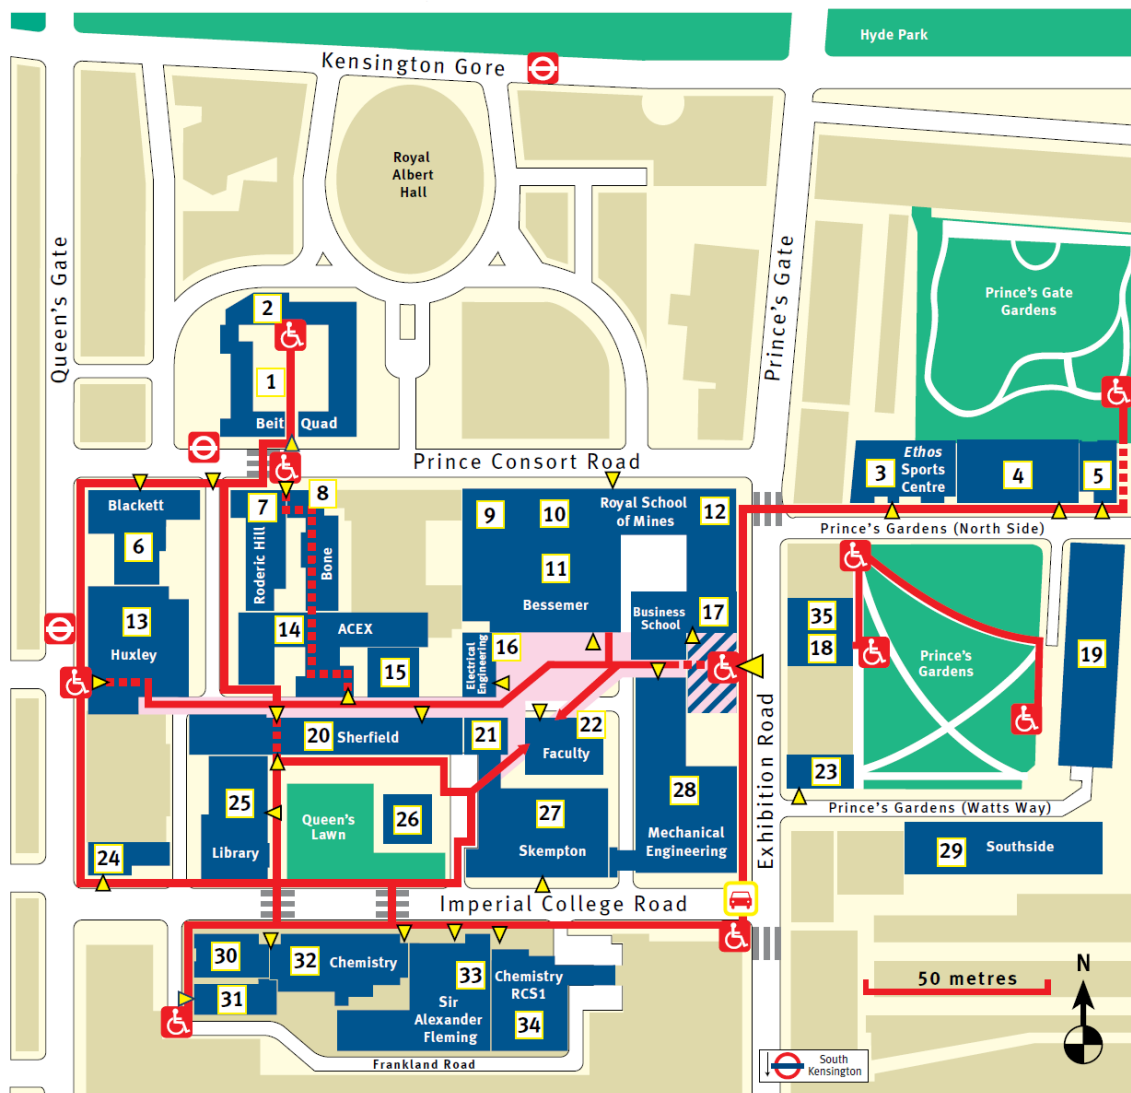 Hyde Park
Kensington Gore
Royal
Albert
Hall
Queen's Gate
Prince's Gate
Prince's Gate
Gardens
2
1
Beit Quad
Prince Consort Road
3
Ethos
Sports
Centre
4
5
Prince's Gardens (North Side)
Blackett
6
7
8
Roderic Hill
Bone
9
10
Royal School
of Mines
12
11
Bessemer
Business
School
17
13
Huxley
14
ACEX
15
Electrical
Engineering
16
35
18
Prince's
Gardens
19
20
Sherfield
21
22
Faculty
Exhibition Road
23
Prince's Gardens (Watts Way)
25
Library
Queen's
Lawn
26
27
Skempton
28
Mechanical
Engineering
24
29
Southside
Imperial College Road
30
31
32
Chemistry
33
Sir
Alexander
Fleming
Chemistry
RCS1
34
Frankland Road
50 metres
N
South
Kensington